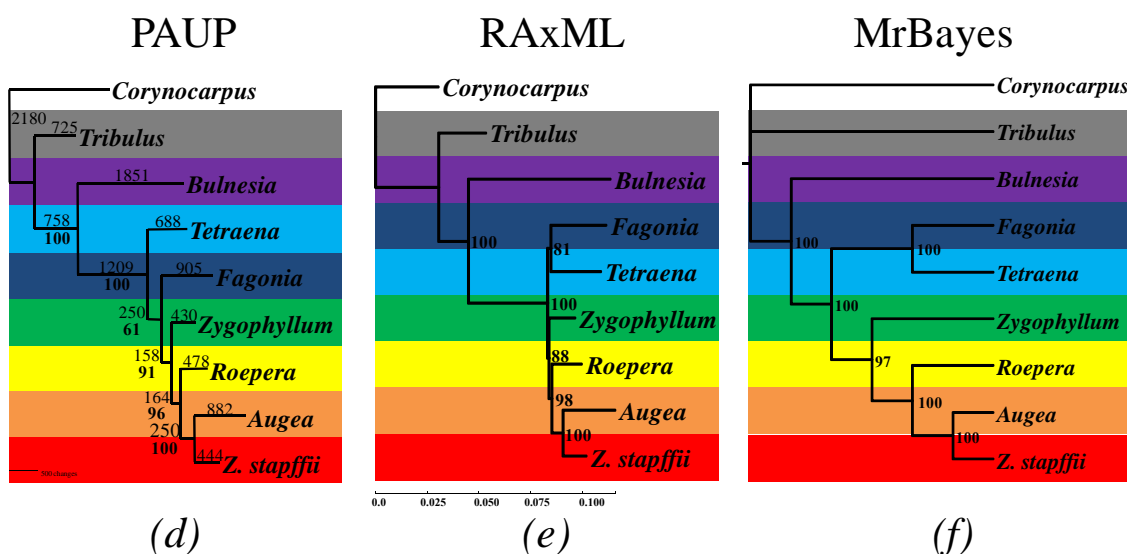 PAUP
RAxML
MrBayes
Corynocarpus
2180
725
Tribulus
1851
Bulnesia
758
100
688
Tetraena
1209
100
905
Fagonia
250
61
430
Zygophyllum
158
91
478
Roepera
164
96
882
Augea
250
100
444
Z. stapffii
500 changes
(d)
Corynocarpus
Tribulus
Bulnesia
100
Fagonia
81
Tetraena
100
Zygophyllum
88
Roepera
98
Augea
100
Z. stapffii
0.0 0.025 0.050 0.075 0.100
(e)
Corynocarpus
Tribulus
Bulnesia
100
Fagonia
100
Tetraena
100
Zygophyllum
97
Roepera
100
Augea
100
Z. stapffii
(f)